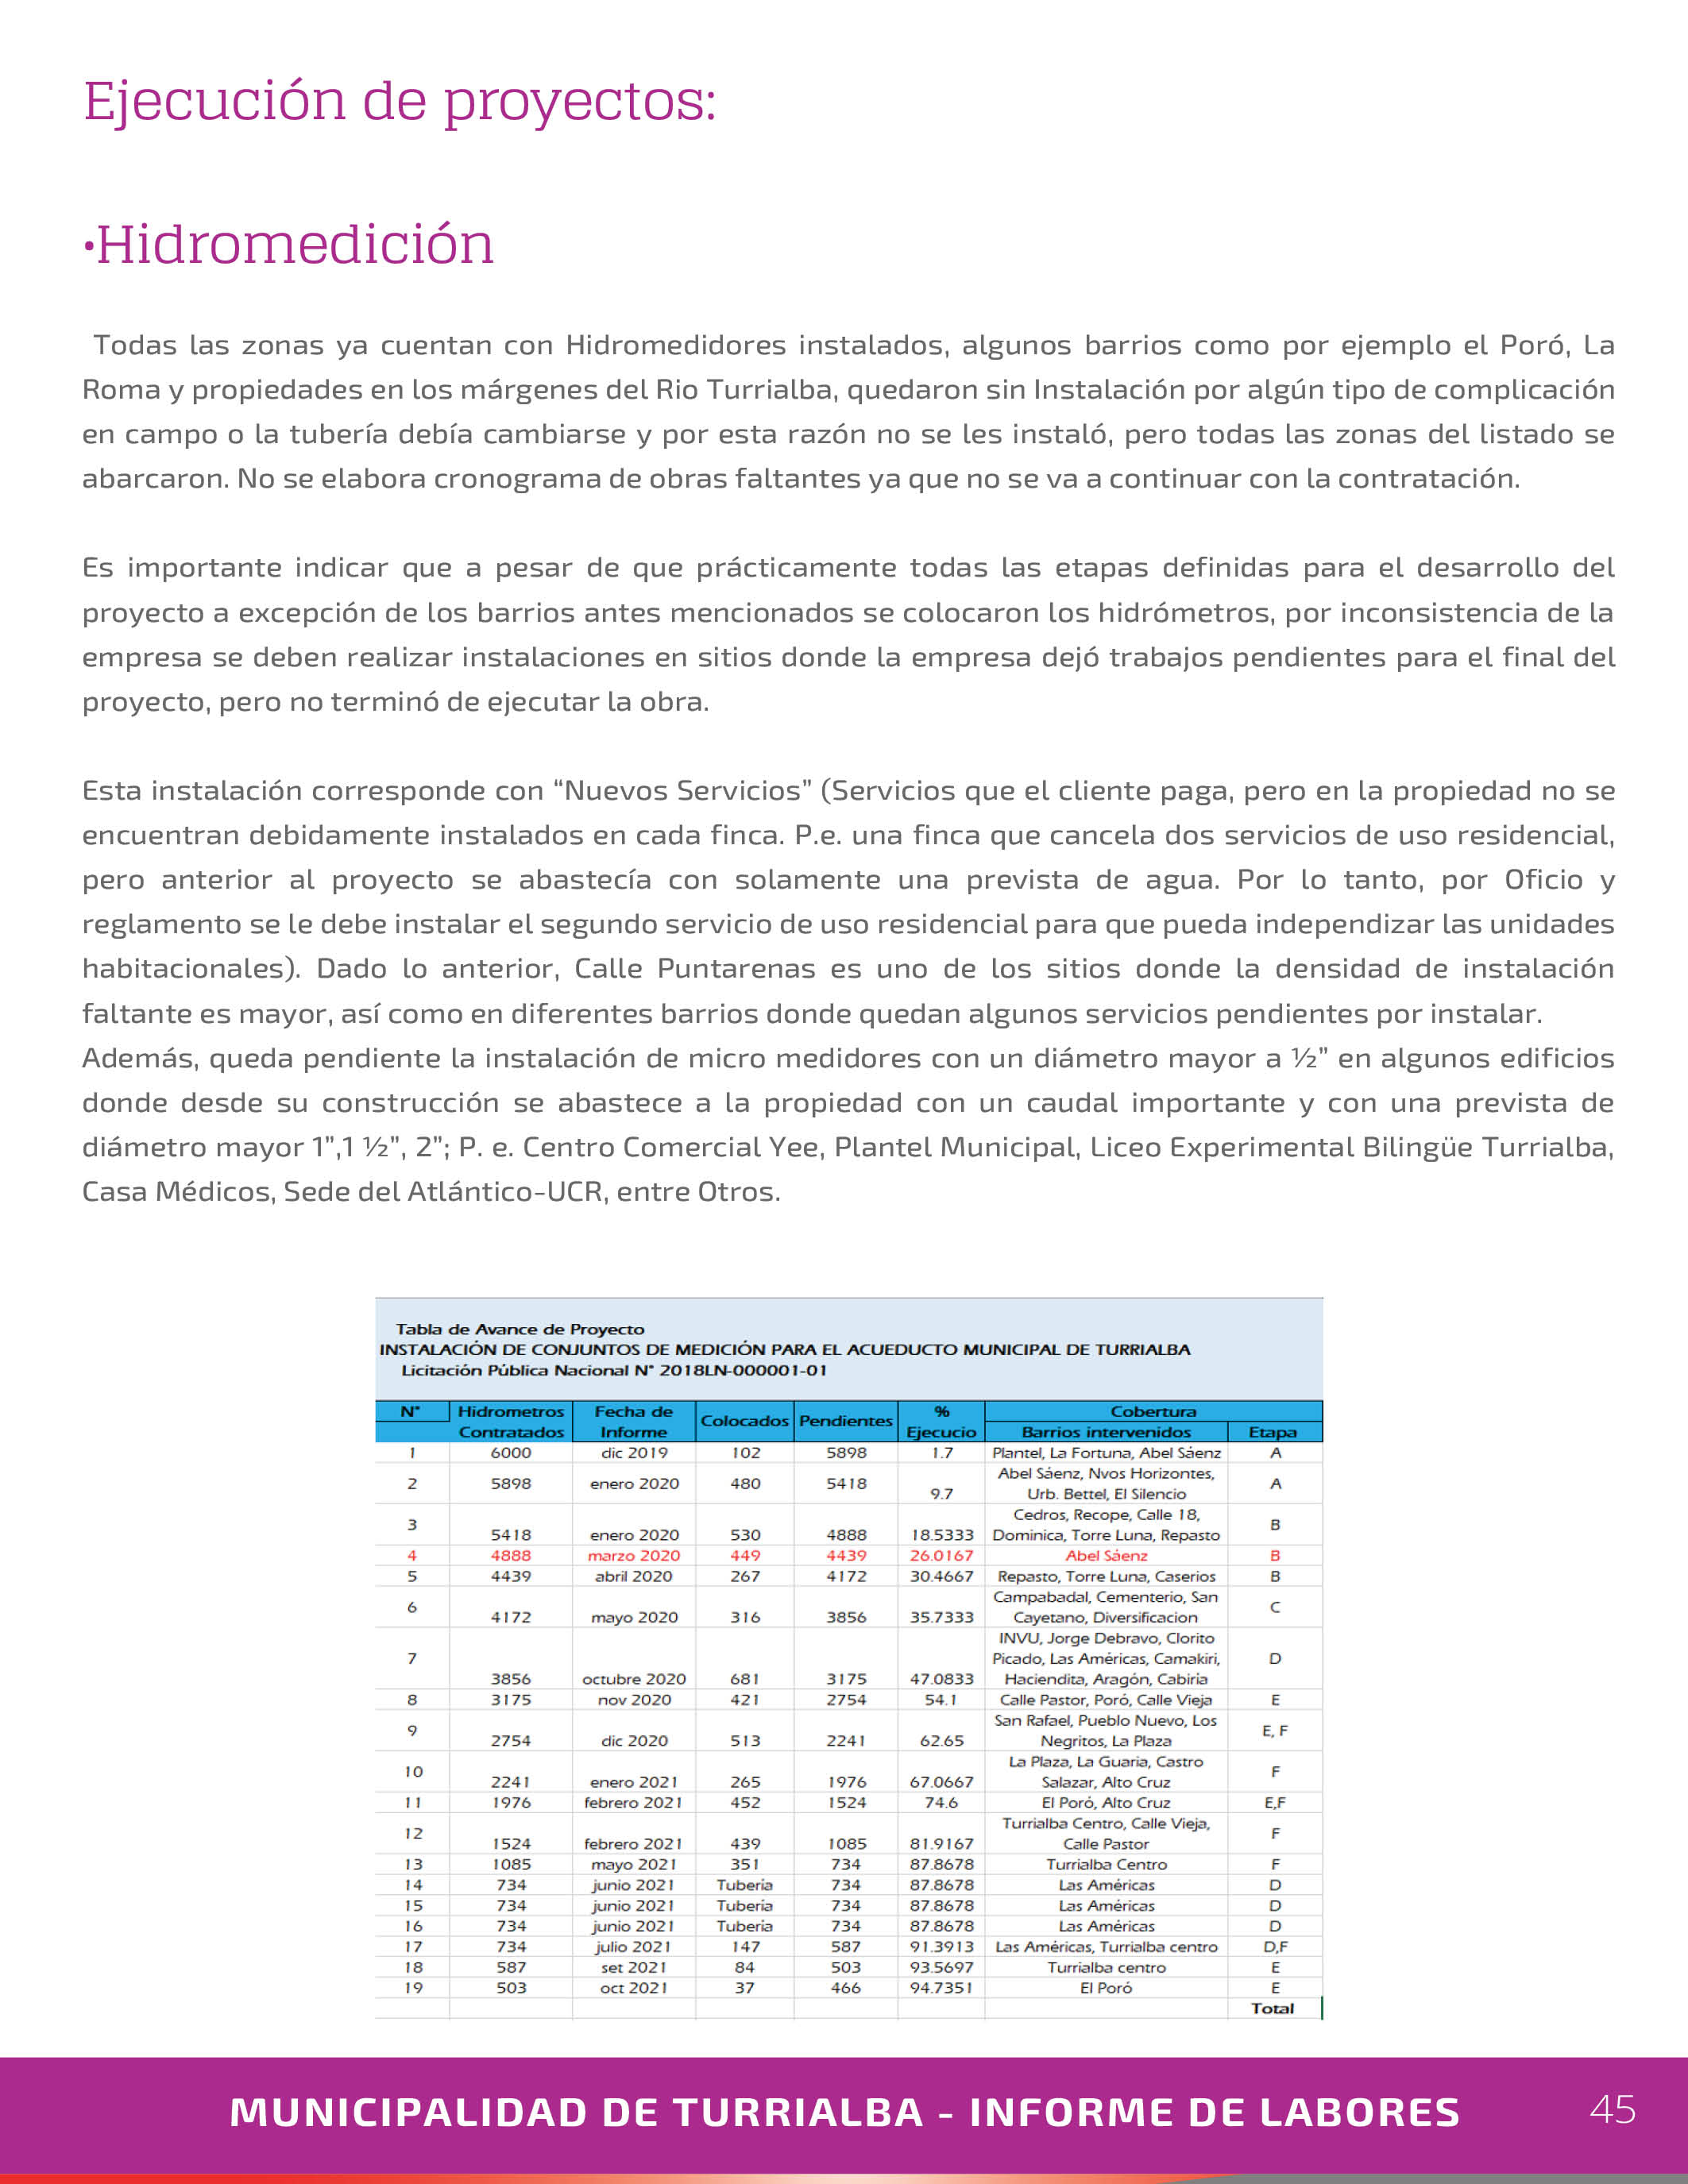 Ejecución de proyectos:
•Hidromedición
Todas las zonas ya cuentan con Hidromedidores instalados, algunos barrios como por ejemplo el Poró, La
Roma y propiedades en los márgenes del Rio Turrialba, quedaron sin Instalación por algún tipo de complicación
en campo o la tubería debía cambiarse y por esta razón no se les instaló, pero todas las zonas del listado se
abarcaron. No se elabora cronograma de obras faltantes ya que no se va a continuar con la contratación.
Es importante indicar que a pesar de que prácticamente todas las etapas definidas para el desarrollo del
proyecto a excepción de los barrios antes mencionados se colocaron los hidrómetros, por inconsistencia de la
empresa se deben realizar instalaciones en sitios donde la empresa dejó trabajos pendientes para el final del
proyecto, pero no terminó de ejecutar la obra.
Esta instalación corresponde con “Nuevos Servicios” (Servicios que el cliente paga, pero en la propiedad no se
encuentran debidamente instalados en cada finca. P.e. una finca que cancela dos servicios de uso residencial,
pero anterior al proyecto se abastecía con solamente una prevista de agua. Por lo tanto, por Oficio y
reglamento se le debe instalar el segundo servicio de uso residencial para que pueda independizar las unidades
habitacionales). Dado lo anterior, Calle Puntarenas es uno de los sitios donde la densidad de instalación
faltante es mayor, así como en diferentes barrios donde quedan algunos servicios pendientes por instalar.
Además, queda pendiente la instalación de micro medidores con un diámetro mayor a ½” en algunos edificios
donde desde su construcción se abastece a la propiedad con un caudal importante y con una prevista de
diámetro mayor 1”,1 ½”, 2”; P. e. Centro Comercial Yee, Plantel Municipal, Liceo Experimental Bilingüe Turrialba,
Casa Médicos, Sede del Atlántico-UCR, entre Otros.
Tabla de Avance de Proyecto
INSTALACIÓN DE CONJUNTOS DE MEDICIÓN PARA EL ACUEDUCTO MUNICIPAL DE TURRIALBA
Licitación Pública Nacional N° 2018LN-000001-01
N° Hidrometros Contratados Fecha de Informe Colocados Pendientes % Ejecucio Cobertura
Barrios intervenidos Etapa
1 6000 dic 2019 102 5898 1.7 Plantel, La Fortuna, Abel Sáenz A
2 5898 enero 2020 480 5418 9.7 Abel Sáenz, Nvos Horizontes, Urb. Bettel, El Silencio A
3 5418 enero 2020 530 4888 18.5333 Cedros, Recope, Calle 18, Dominica, Torre Luna, Repasto B
4 4888 marzo 2020 449 4439 26.0167 Abel Sáenz B
5 4439 abril 2020 267 4172 30.4667 Repasto, Torre Luna, Caserios B
6 4172 mayo 2020 316 3856 35.7333 Campabadal, Cementerio, San Cayetano, Diversificacion C
7 3856 octubre 2020 681 3175 47.0833 INVU, Jorge Debravo, Clorito Picado, Las Américas, Camakiri, Haciendita, Aragón, Cabiria D
8 3175 nov 2020 421 2754 54.1 Calle Pastor, Poró, Calle Vieja E
9 2754 dic 2020 513 2241 62.65 San Rafael, Pueblo Nuevo, Los Negritos, La Plaza E, F
10 2241 enero 2021 265 1976 67.0667 La Plaza, La Guaria, Castro Salazar, Alto Cruz F
11 1976 febrero 2021 452 1524 74.6 El Poró, Alto Cruz E,F
12 1524 febrero 2021 439 1085 81.9167 Turrialba Centro, Calle Vieja, Calle Pastor F
13 1085 mayo 2021 351 734 87.8678 Turrialba Centro F
14 734 junio 2021 Tuberia 734 87.8678 Las Américas D
15 734 junio 2021 Tuberia 734 87.8678 Las Américas D
16 734 junio 2021 Tuberia 734 87.8678 Las Américas D
17 734 julio 2021 147 587 91.3913 Las Américas, Turrialba centro D,F
18 587 set 2021 84 503 93.5697 Turrialba centro E
19 503 oct 2021 37 466 94.7351 El Poró E
Total
MUNICIPALIDAD DE TURRIALBA - INFORME DE LABORES 45